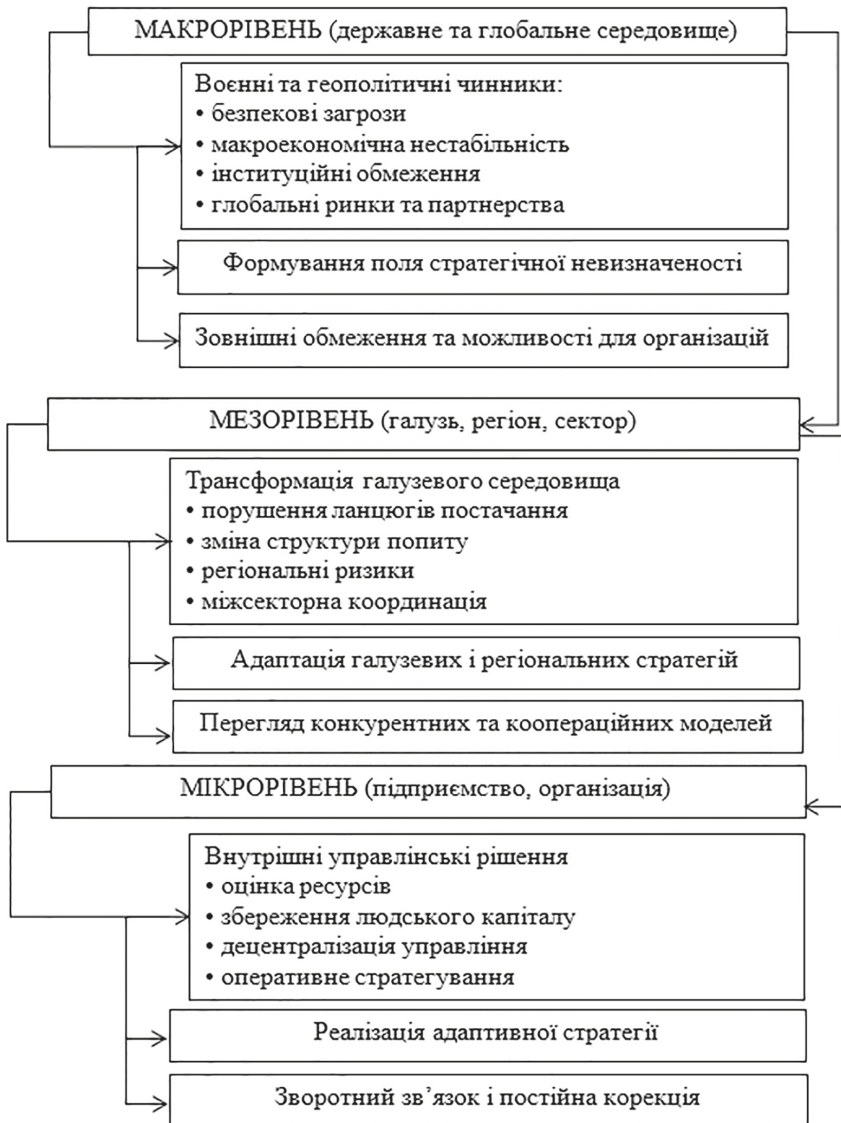 МАКРОРІВЕНЬ (державне та глобальне середовище)
Воєнні та геополітичні чинники:
• безпекові загрози
• макроекономічна нестабільність
• інституційні обмеження
• глобальні ринки та партнерства
Формування поля стратегічної невизначеності
Зовнішні обмеження та можливості для організацій
МЕЗОРІВЕНЬ (галузь, регіон, сектор)
Трансформація галузевого середовища
• порушення ланцюгів постачання
• зміна структури попиту
• регіональні ризики
• міжсекторна координація
Адаптація галузевих і регіональних стратегій
Перегляд конкурентних та коопераційних моделей
МІКРОРІВЕНЬ (підприємство, організація)
Внутрішні управлінські рішення
• оцінка ресурсів
• збереження людського капіталу
• децентралізація управління
• оперативне стратегування
Реалізація адаптивної стратегії
Зворотний зв’язок і постійна корекція